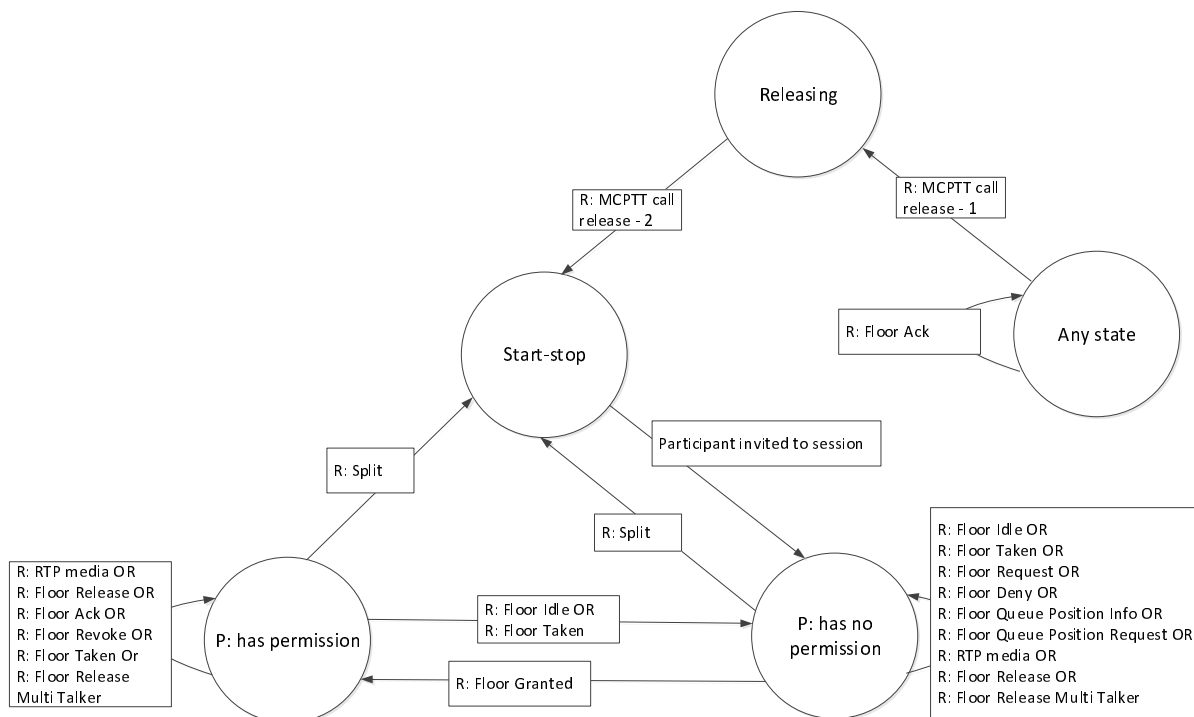 Releasing
R: MCPTT call
release - 2
R: MCPTT call
release - 1
Start-stop
R: Floor Ack
Any state
R: Split
Participant invited to session
R: Split
R: RTP media OR
R: Floor Release OR
R: Floor Ack OR
R: Floor Revoke OR
R: Floor Taken Or
R: Floor Release
Multi Talker
P: has permission
R: Floor Idle OR
R: Floor Taken
R: Floor Granted
P: has no
permission
R: Floor Idle OR
R: Floor Taken OR
R: Floor Request OR
R: Floor Deny OR
R: Floor Queue Position Info OR
R: Floor Queue Position Request OR
R: RTP media OR
R: Floor Release OR
R: Floor Release Multi Talker